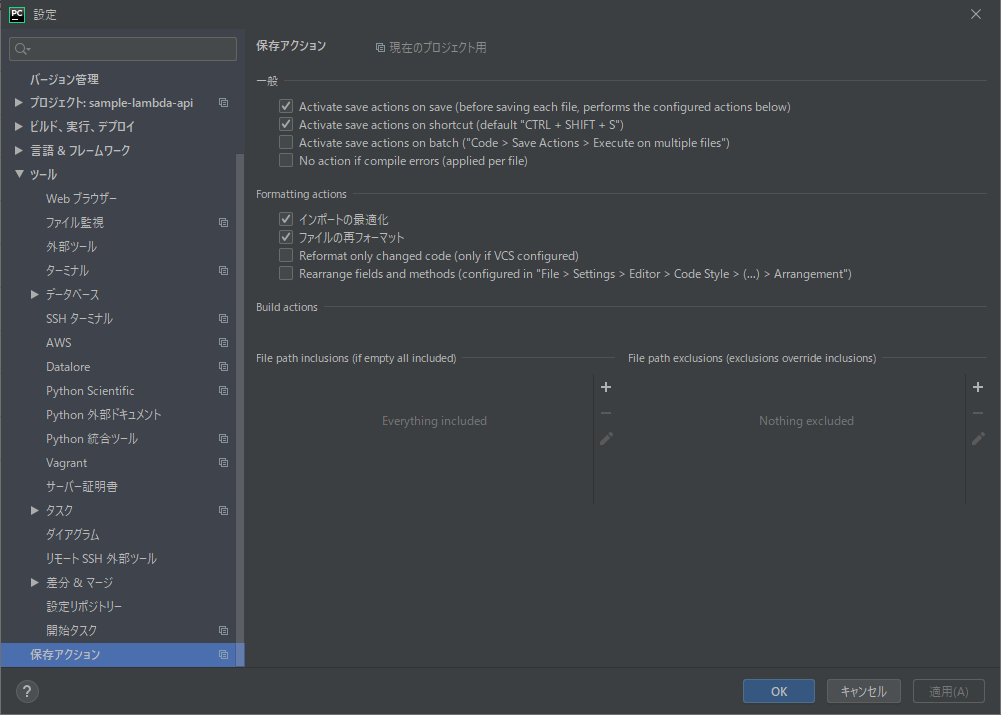 PC 設定
バージョン管理
プロジェクト: sample-lambda-api
ビルド、実行、デプロイ
言語 & フレームワーク
ツール
Web ブラウザー
ファイル監視
外部ツール
ターミナル
データベース
SSH ターミナル
AWS
Datalore
Python Scientific
Python 外部ドキュメント
Python 統合ツール
Vagrant
サーバー証明書
タスク
ダイアグラム
リモート SSH 外部ツール
差分 & マージ
設定リポジトリー
開始タスク
保存アクション
保存アクション 現在のプロジェクト用
一般
Activate save actions on save (before saving each file, performs the configured actions below)
Activate save actions on shortcut (default "CTRL + SHIFT + S")
Activate save actions on batch ("Code > Save Actions > Execute on multiple files")
No action if compile errors (applied per file)
Formatting actions
インポートの最適化
ファイルの再フォーマット
Reformat only changed code (only if VCS configured)
Rearrange fields and methods (configured in "File > Settings > Editor > Code Style > (...) > Arrangement")
Build actions
File path inclusions (if empty all included)
Everything included
File path exclusions (exclusions override inclusions)
Nothing excluded
?
OK キャンセル 適用(A)